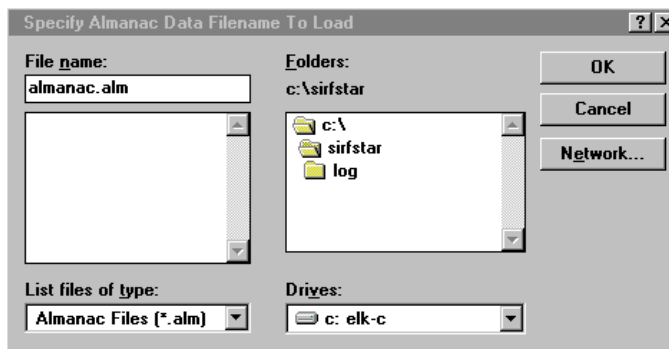 Specify Almanac Data Filename To Load
File name:
almanac.alm
Folders:
c:\sirfstar
c:\
sirfstar
log
OK
Cancel
Network...
List files of type:
Almanac Files (*.alm)
Drives:
c: elk-c